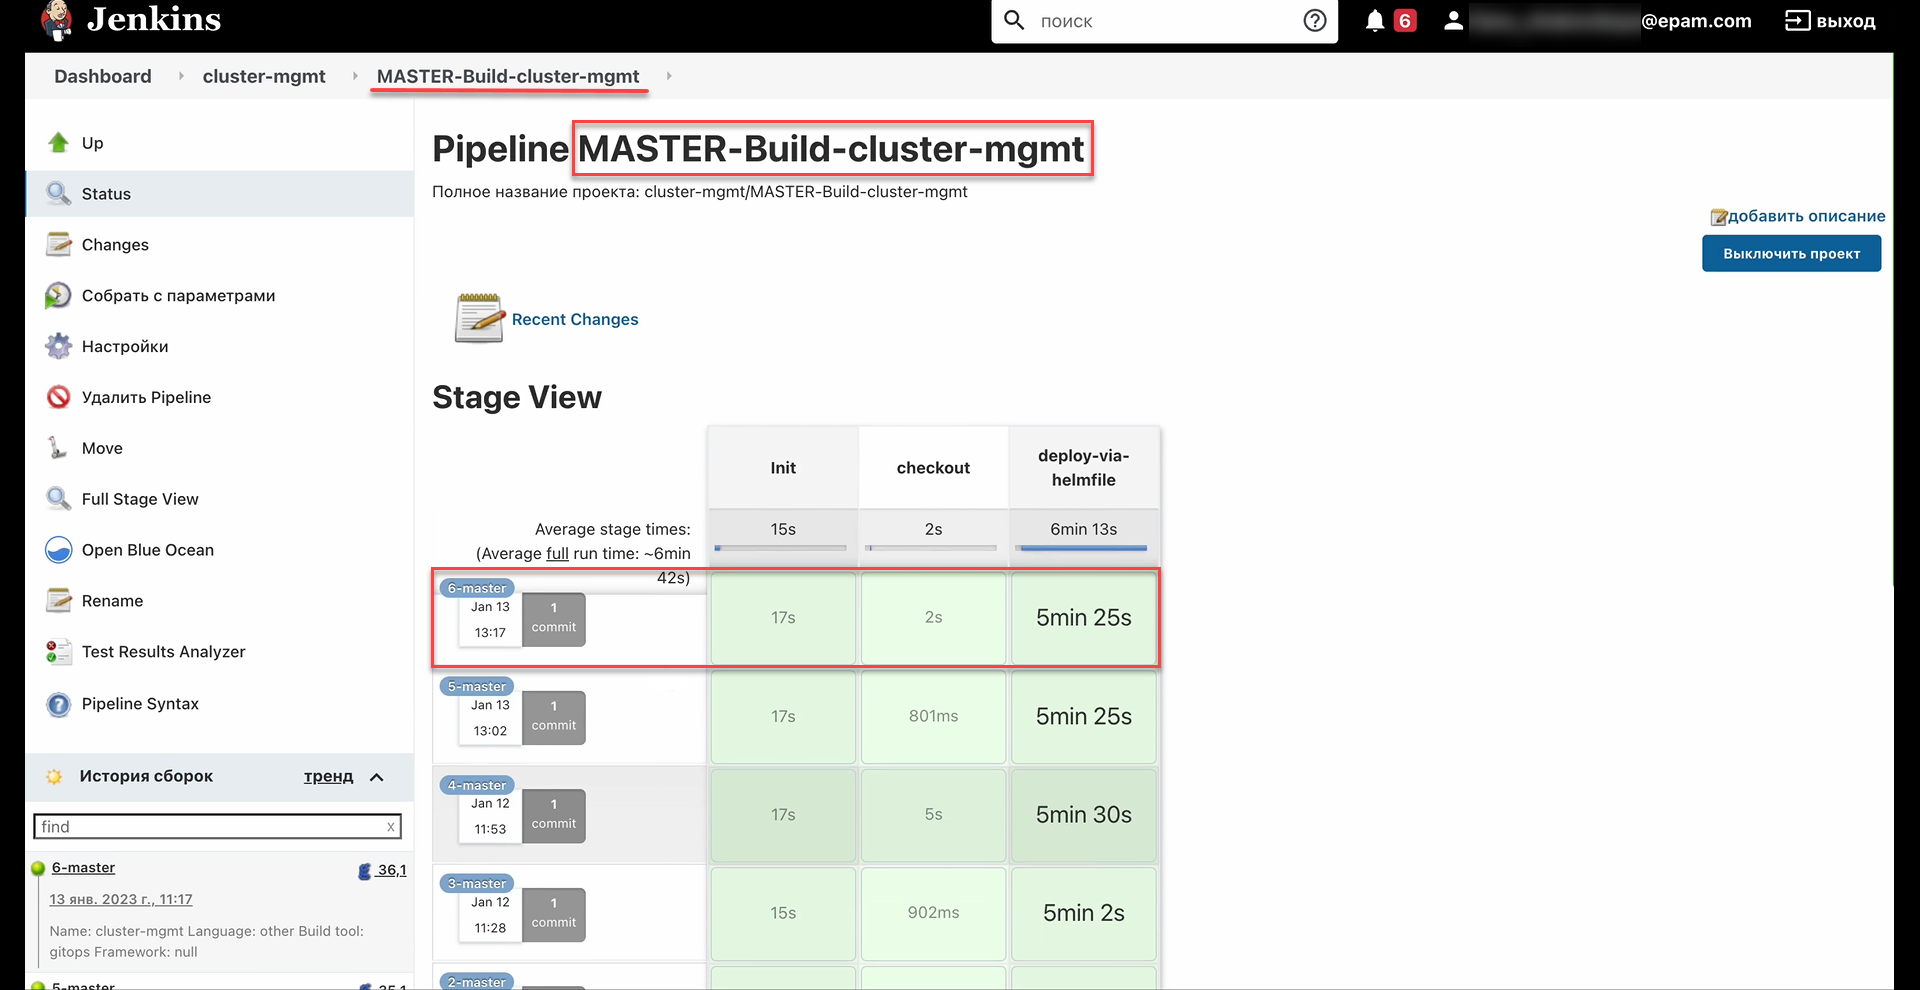 Jenkins
поиск
6
@epam.com
выход
Dashboard
cluster-mgmt
MASTER-Build-cluster-mgmt
Up
Status
Changes
Собрать с параметрами
Настройки
Удалить Pipeline
Move
Full Stage View
Open Blue Ocean
Rename
Test Results Analyzer
Pipeline Syntax
История сборок
тренд
find
x
6-master
36,1
13 янв. 2023 г., 11:17
Name: cluster-mgmt Language: other Build tool:
gitops Framework: null
5-master
35,1
Pipeline MASTER-Build-cluster-mgmt
Полное название проекта: cluster-mgmt/MASTER-Build-cluster-mgmt
добавить описание
Выключить проект
Recent Changes
Stage View
Init
checkout
deploy-via-
helmfile
Average stage times:
(Average full run time: ~6min
42s)
15s
2s
6min 13s
6-master
Jan 13
13:17
1
commit
17s
2s
5min 25s
5-master
Jan 13
13:02
1
commit
17s
801ms
5min 25s
4-master
Jan 12
11:53
1
commit
17s
5s
5min 30s
3-master
Jan 12
11:28
1
commit
15s
902ms
5min 2s
2-master